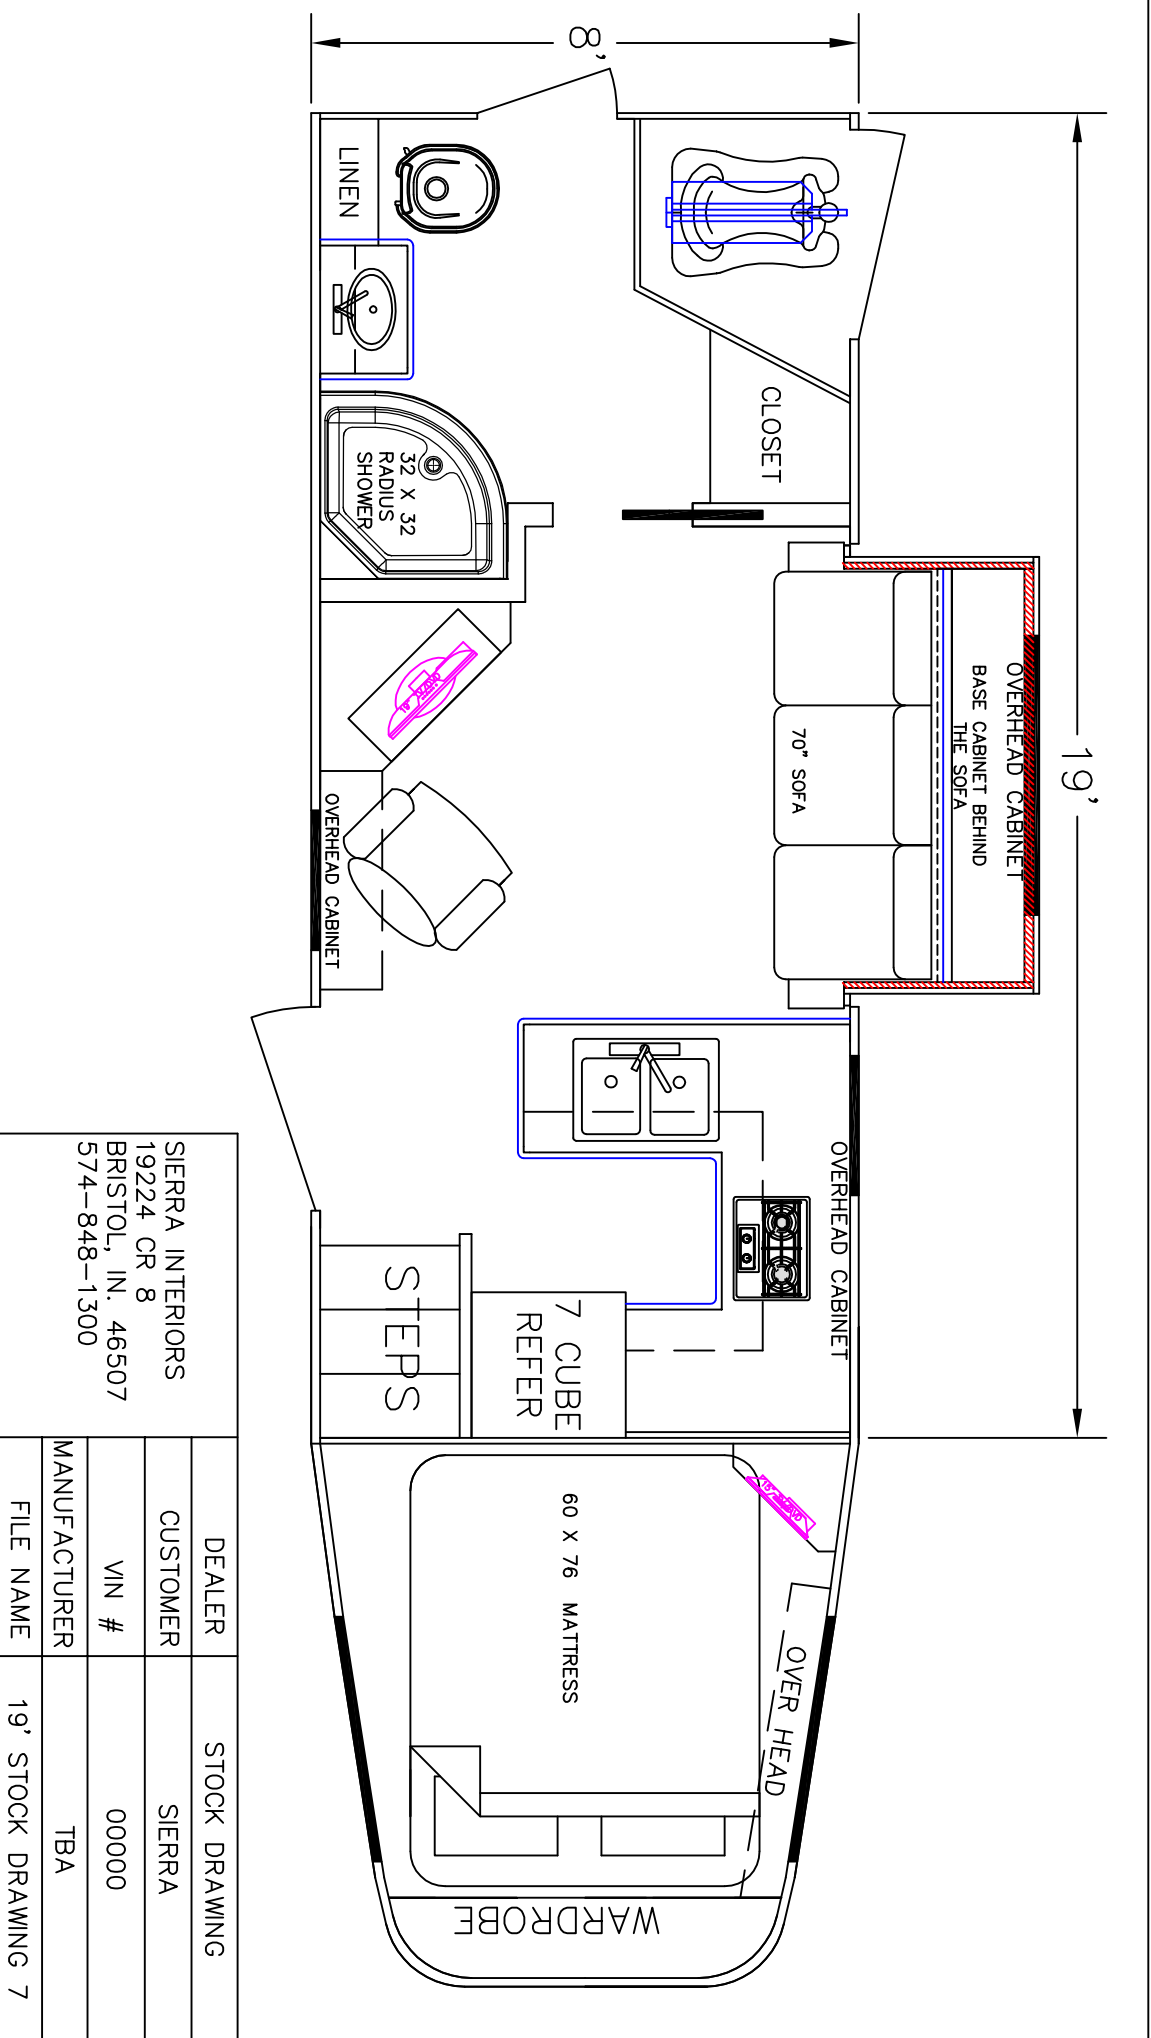 19'
8'
OVERHEAD CABINET
BASE CABINET BEHIND
THE SOFA
70" SOFA
CLOSET
LINEN
32 X 32
RADIUS
SHOWER
OVERHEAD CABINET
OVERHEAD CABINET
7 CUBE
REFER
STEPS
60 X 76 MATTRESS
OVER HEAD
WARDROBE
SIERRA INTERIORS
19224 CR 8
BRISTOL, IN. 46507
574-848-1300
DEALER STOCK DRAWING
CUSTOMER SIERRA
VIN # 00000
MANUFACTURER TBA
FILE NAME 19' STOCK DRAWING 7